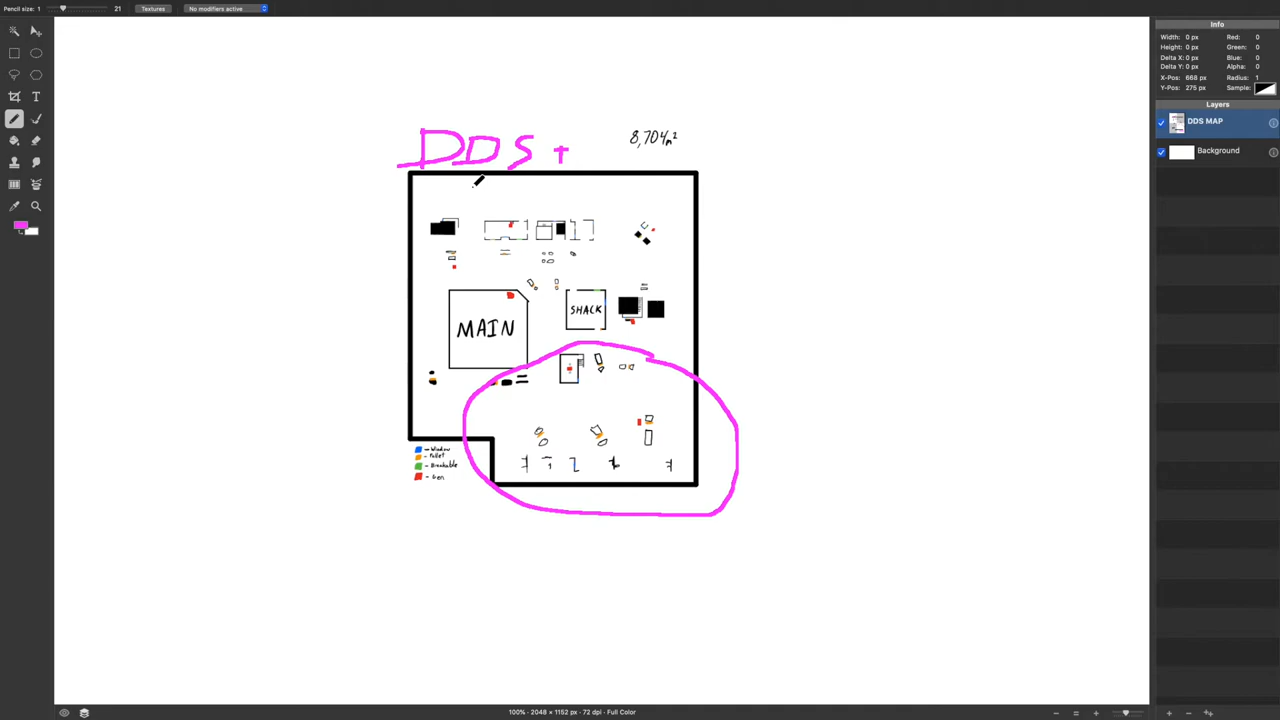 Pencil size: 1
21
Textures
No modifiers active
Info
Width: 0 px Red: 0
Height: 0 px Green: 0
Delta X: 0 px Blue: 0
Delta Y: 0 px Alpha: 0
X-Pos: 668 px Radius: 1
Y-Pos: 275 px Sample:
Layers
DDS MAP
Background
DDS +
8,704m²
MAIN
SHACK
- Window
- Pallet
- Breakable
- Gen
100% - 2048 × 1152 px - 72 dpi - Full Color